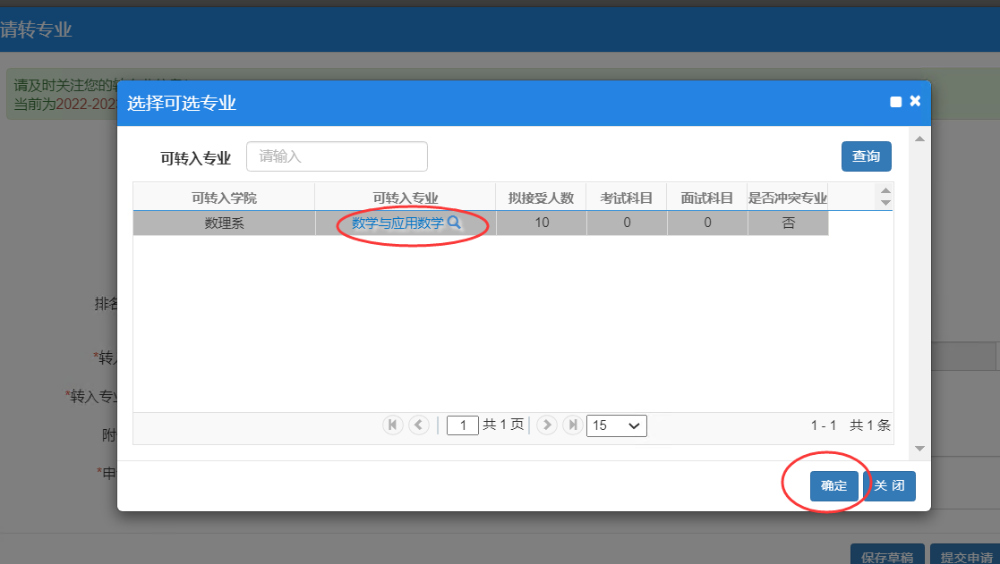 请转专业
请及时关注您的转
当前为2022-202
选择可选专业
可转入专业 请输入 查询
可转入学院 可转入专业 拟接受人数 考试科目 面试科目 是否冲突专业
数理系 数学与应用数学 10 0 0 否
排名
*转入
*转入专业
附
*申
1 共 1 页 15 1 - 1 共 1 条
确定 关 闭
保存草稿 提交申请